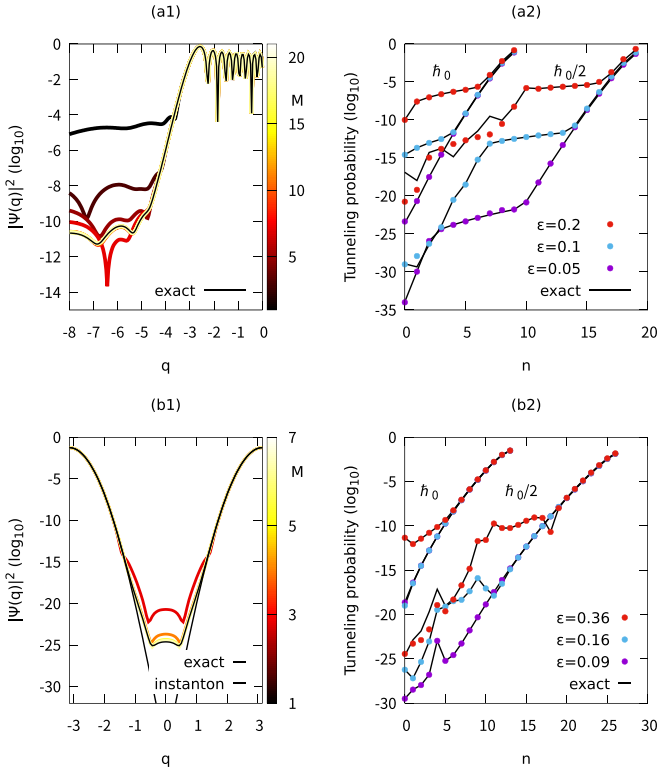 (a1)
|Ψ(q)|² (log₁₀)
0
-2
-4
-6
-8
-10
-12
-14
exact
-8 -7 -6 -5 -4 -3 -2 -1 0
q
20
M
15
10
5
(a2)
Tunneling probability (log₁₀)
0
-5
-10
-15
-20
-25
-30
-35
ħ₀
ħ₀/2
ε=0.2
ε=0.1
ε=0.05
exact
0 5 10 15 20
n
(b1)
|Ψ(q)|² (log₁₀)
0
-5
-10
-15
-20
-25
-30
exact
instanton
-3 -2 -1 0 1 2 3
q
7
M
5
3
1
(b2)
Tunneling probability (log₁₀)
0
-5
-10
-15
-20
-25
-30
ħ₀
ħ₀/2
ε=0.36
ε=0.16
ε=0.09
exact
0 5 10 15 20 25 30
n